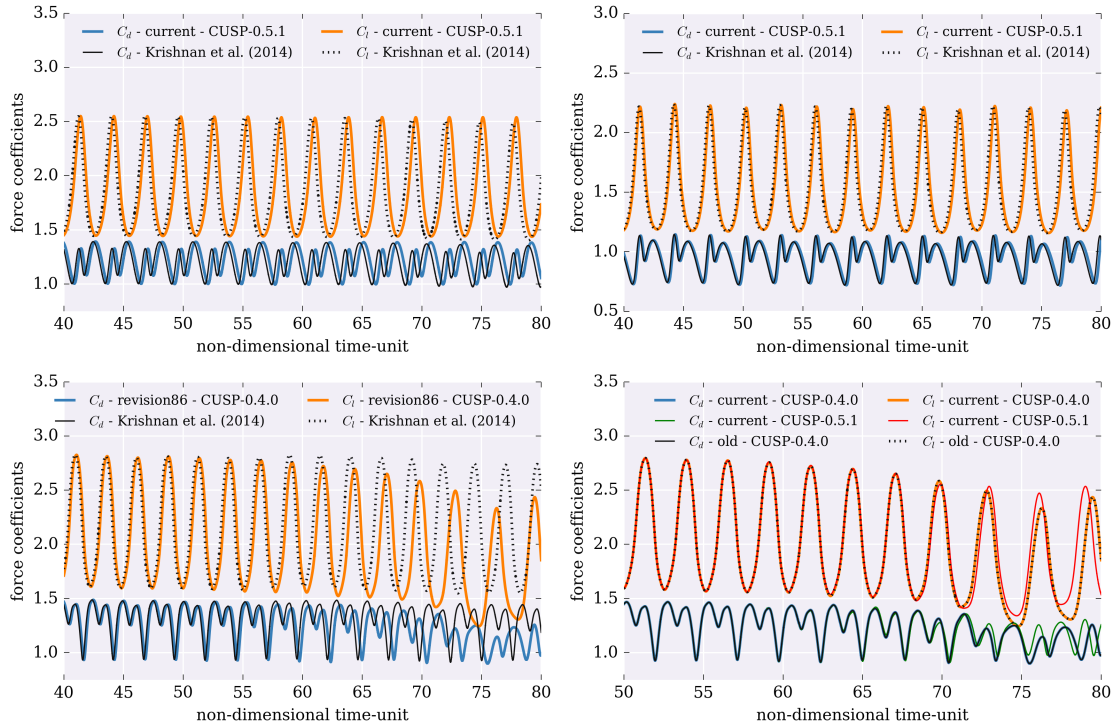 C_d - current - CUSP-0.5.1 C_l - current - CUSP-0.5.1
C_d - Krishnan et al. (2014) C_l - Krishnan et al. (2014)
3.5
3.0
2.5
2.0
1.5
1.0
force coefficients
40 45 50 55 60 65 70 75 80
non-dimensional time-unit
C_d - current - CUSP-0.5.1 C_l - current - CUSP-0.5.1
C_d - Krishnan et al. (2014) C_l - Krishnan et al. (2014)
3.0
2.5
2.0
1.5
1.0
0.5
force coefficients
40 45 50 55 60 65 70 75 80
non-dimensional time-unit
C_d - revision86 - CUSP-0.4.0 C_l - revision86 - CUSP-0.4.0
C_d - Krishnan et al. (2014) C_l - Krishnan et al. (2014)
3.5
3.0
2.5
2.0
1.5
1.0
force coefficients
40 45 50 55 60 65 70 75 80
non-dimensional time-unit
C_d - current - CUSP-0.4.0 C_l - current - CUSP-0.4.0
C_d - current - CUSP-0.5.1 C_l - current - CUSP-0.5.1
C_d - old - CUSP-0.4.0 C_l - old - CUSP-0.4.0
3.5
3.0
2.5
2.0
1.5
1.0
force coefficients
50 55 60 65 70 75 80
non-dimensional time-unit